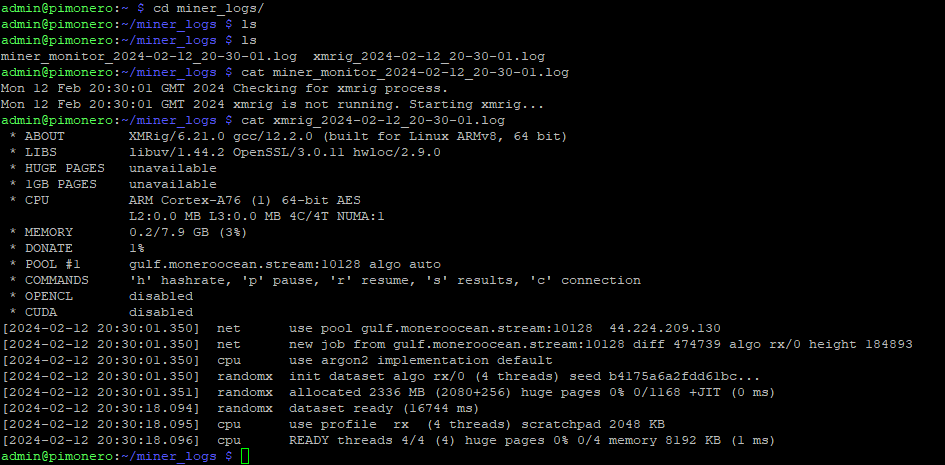 admin@pimonero:~ $ cd miner_logs/
admin@pimonero:~/miner_logs $ ls
admin@pimonero:~/miner_logs $ ls
miner_monitor_2024-02-12_20-30-01.log  xmrig_2024-02-12_20-30-01.log
admin@pimonero:~/miner_logs $ cat miner_monitor_2024-02-12_20-30-01.log
Mon 12 Feb 20:30:01 GMT 2024 Checking for xmrig process.
Mon 12 Feb 20:30:01 GMT 2024 xmrig is not running. Starting xmrig...
admin@pimonero:~/miner_logs $ cat xmrig_2024-02-12_20-30-01.log
 * ABOUT        XMRig/6.21.0 gcc/12.2.0 (built for Linux ARMv8, 64 bit)
 * LIBS         libuv/1.44.2 OpenSSL/3.0.11 hwloc/2.9.0
 * HUGE PAGES   unavailable
 * 1GB PAGES    unavailable
 * CPU          ARM Cortex-A76 (1) 64-bit AES
                L2:0.0 MB L3:0.0 MB 4C/4T NUMA:1
 * MEMORY       0.2/7.9 GB (3%)
 * DONATE       1%
 * POOL #1      gulf.moneroocean.stream:10128 algo auto
 * COMMANDS     'h' hashrate, 'p' pause, 'r' resume, 's' results, 'c' connection
 * OPENCL       disabled
 * CUDA         disabled
[2024-02-12 20:30:01.350]  net      use pool gulf.moneroocean.stream:10128  44.224.209.130
[2024-02-12 20:30:01.350]  net      new job from gulf.moneroocean.stream:10128 diff 474739 algo rx/0 height 184893
[2024-02-12 20:30:01.350]  cpu      use argon2 implementation default
[2024-02-12 20:30:01.350]  randomx  init dataset algo rx/0 (4 threads) seed b4175a6a2fdd61bc...
[2024-02-12 20:30:01.351]  randomx  allocated 2336 MB (2080+256) huge pages 0% 0/1168 +JIT (0 ms)
[2024-02-12 20:30:18.094]  randomx  dataset ready (16744 ms)
[2024-02-12 20:30:18.095]  cpu      use profile  rx  (4 threads) scratchpad 2048 KB
[2024-02-12 20:30:18.096]  cpu      READY threads 4/4 (4) huge pages 0% 0/4 memory 8192 KB (1 ms)
admin@pimonero:~/miner_logs $